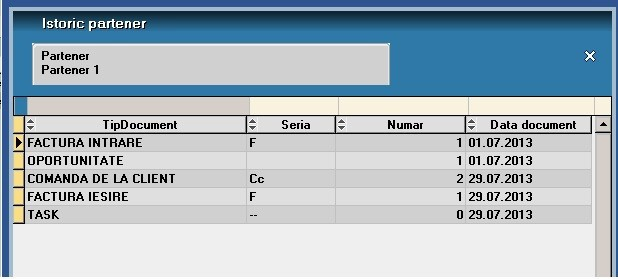 Istoric partener
Partener
Partener 1
TipDocument Seria Numar Data document
FACTURA INTRARE F 1 01.07.2013
OPORTUNITATE 1 01.07.2013
COMANDA DE LA CLIENT Cc 2 29.07.2013
FACTURA IESIRE F 1 29.07.2013
TASK -- 0 29.07.2013